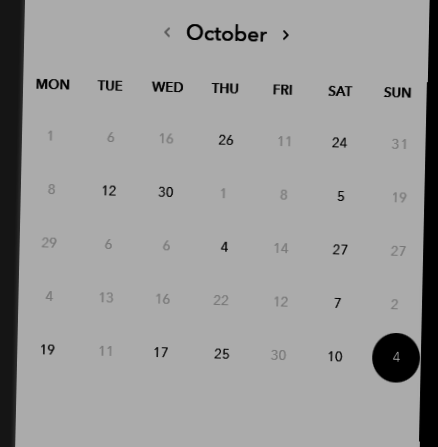 ‹ October ›
MON TUE WED THU FRI SAT SUN
1 6 16 26 11 24 31
8 12 30 1 8 5 19
29 6 6 4 14 27 27
4 13 16 22 12 7 2
19 11 17 25 30 10 4